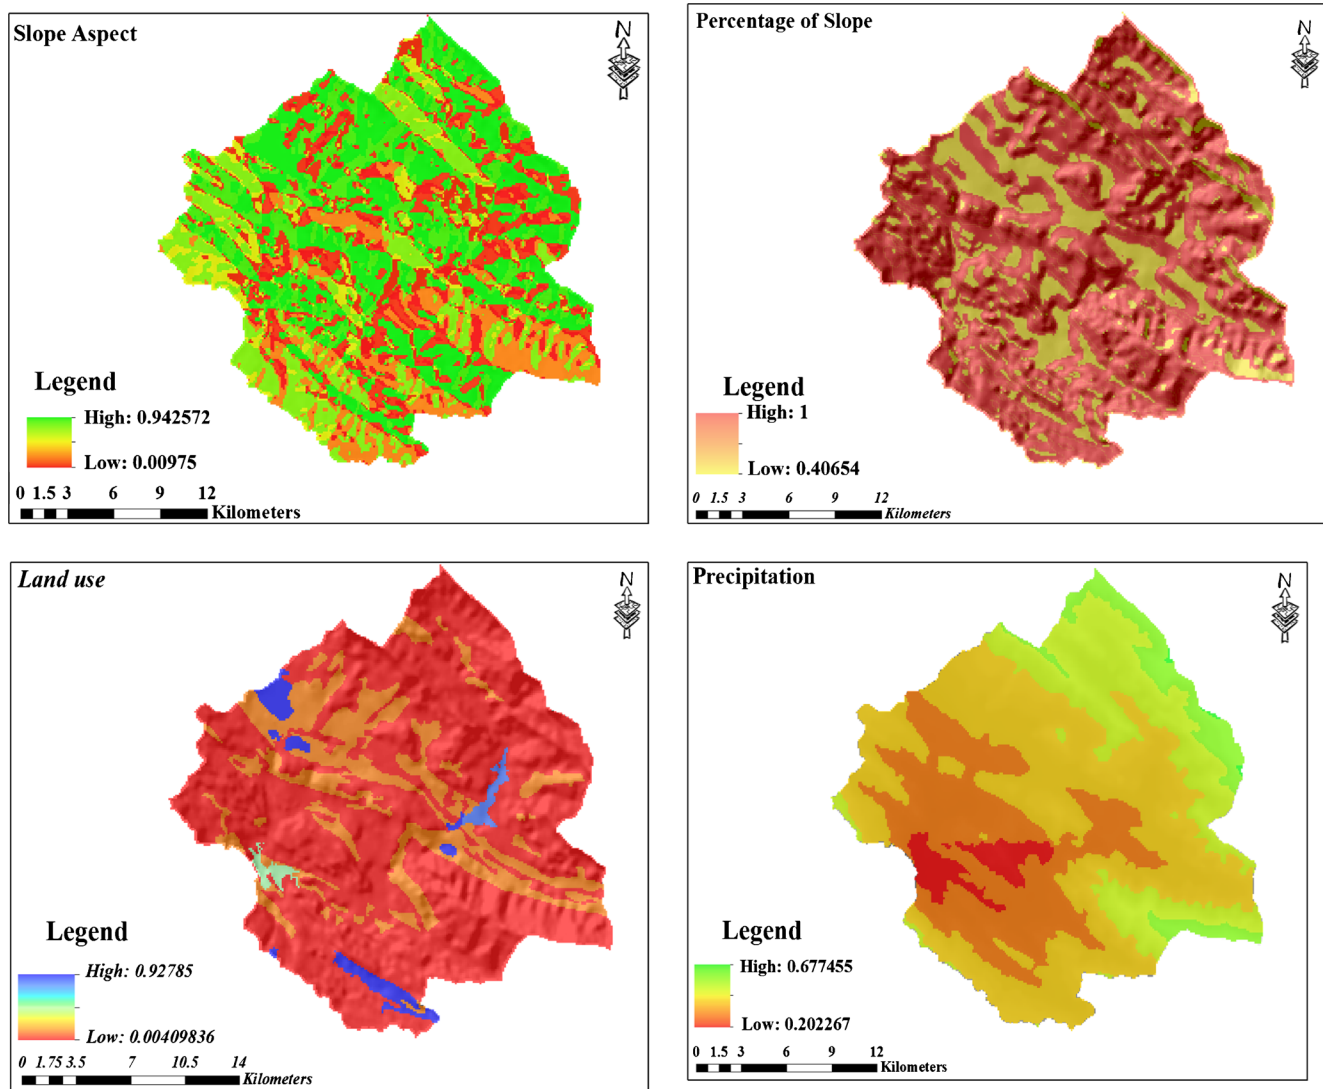 Slope Aspect
N
Legend
High: 0.942572
Low: 0.00975
0 1.5 3 6 9 12
Kilometers
Percentage of Slope
N
Legend
High: 1
Low: 0.40654
0 1.5 3 6 9 12
Kilometers
Land use
N
Legend
High: 0.92785
Low: 0.00409836
0 1.75 3.5 7 10.5 14
Kilometers
Precipitation
N
Legend
High: 0.677455
Low: 0.202267
0 1.5 3 6 9 12
Kilometers